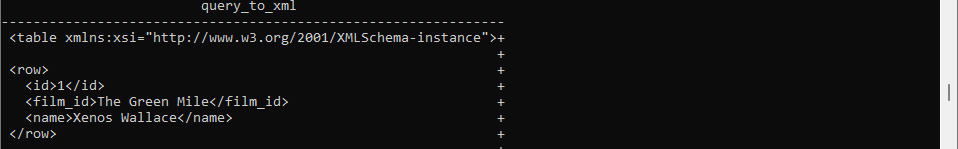 query_to_xml
---------------------------------------------------------------
<table xmlns:xsi="http://www.w3.org/2001/XMLSchema-instance">+
+
<row> +
<id>1</id> +
<film_id>The Green Mile</film_id> +
<name>Xenos Wallace</name> +
</row> +